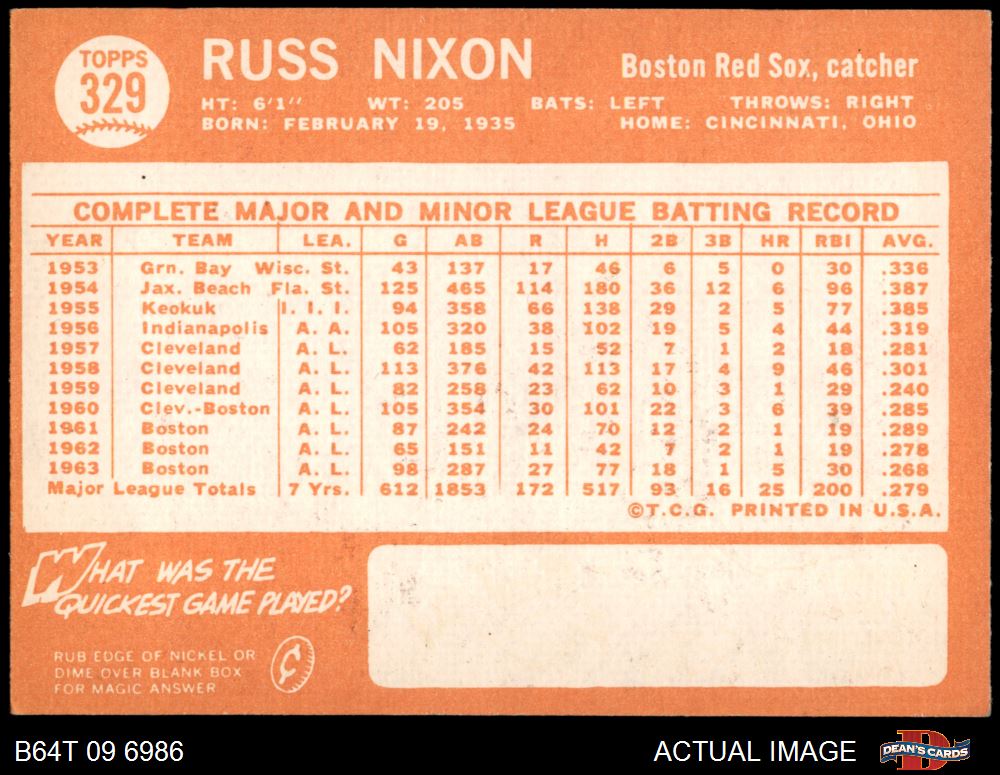 TOPPS
329
RUSS NIXON
Boston Red Sox, catcher
HT: 6'1" WT: 205 BATS: LEFT THROWS: RIGHT
BORN: FEBRUARY 19, 1935 HOME: CINCINNATI, OHIO
COMPLETE MAJOR AND MINOR LEAGUE BATTING RECORD
YEAR TEAM LEA. G AB R H 2B 3B HR RBI AVG.
1953 Grn. Bay Wisc. St. 43 137 17 46 6 5 0 30 .336
1954 Jax. Beach Fla. St. 125 465 114 180 36 12 6 96 .387
1955 Keokuk I. I. I. 94 358 66 138 29 2 5 77 .385
1956 Indianapolis A. A. 105 320 38 102 19 5 4 44 .319
1957 Cleveland A. L. 62 185 15 52 7 1 2 18 .281
1958 Cleveland A. L. 113 376 42 113 17 4 9 46 .301
1959 Cleveland A. L. 82 258 23 62 10 3 1 29 .240
1960 Clev.-Boston A. L. 105 354 30 101 22 3 6 39 .285
1961 Boston A. L. 87 242 24 70 12 2 1 19 .289
1962 Boston A. L. 65 151 11 42 7 2 1 19 .278
1963 Boston A. L. 98 287 27 77 18 1 5 30 .268
Major League Totals 7 Yrs. 612 1853 172 517 93 16 25 200 .279
©T.C.G. PRINTED IN U.S.A.
WHAT WAS THE
QUICKEST GAME PLAYED?
RUB EDGE OF NICKEL OR
DIME OVER BLANK BOX
FOR MAGIC ANSWER
B64T 09 6986
ACTUAL IMAGE
DEAN'S CARDS